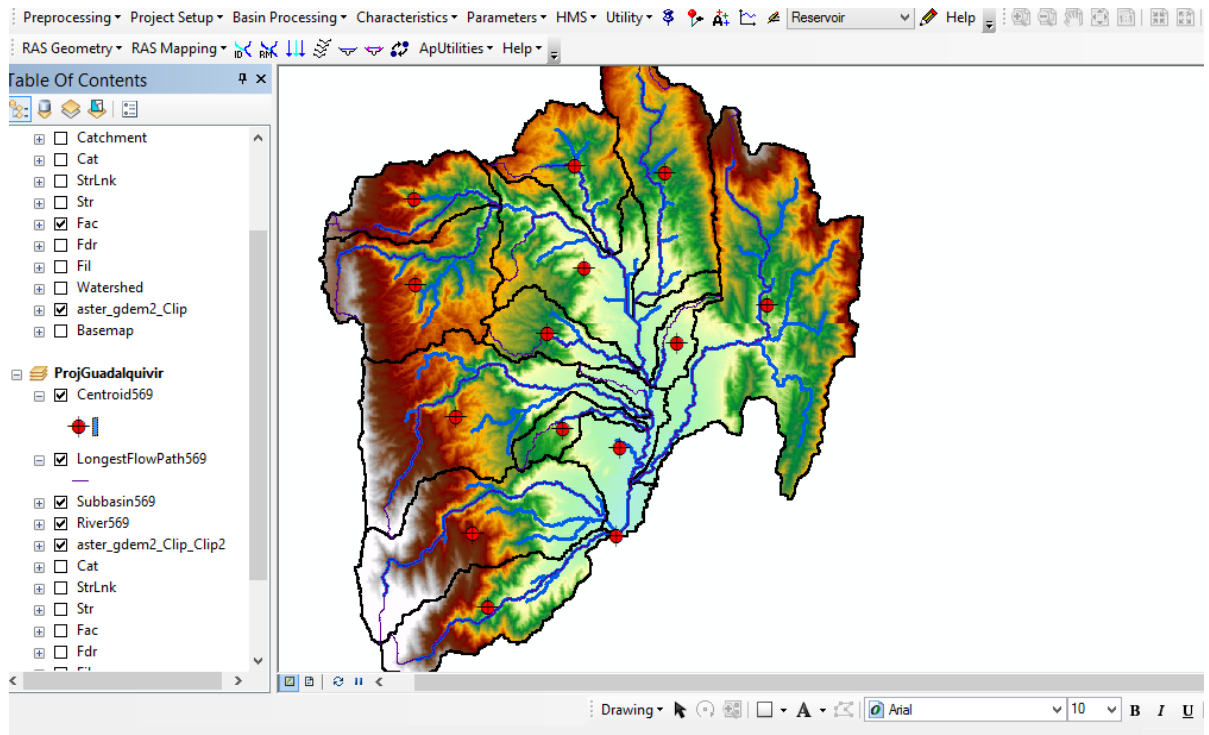 Preprocessing Project Setup Basin Processing Characteristics Parameters HMS Utility Reservoir Help
RAS Geometry RAS Mapping ID RM ApUtilities Help
Table Of Contents
Catchment
Cat
StrLnk
Str
Fac
Fdr
Fil
Watershed
aster_gdem2_Clip
Basemap
ProjGuadalquivir
Centroid569
LongestFlowPath569
Subbasin569
River569
aster_gdem2_Clip_Clip2
Cat
StrLnk
Str
Fac
Fdr
Drawing A Arial 10 B I U